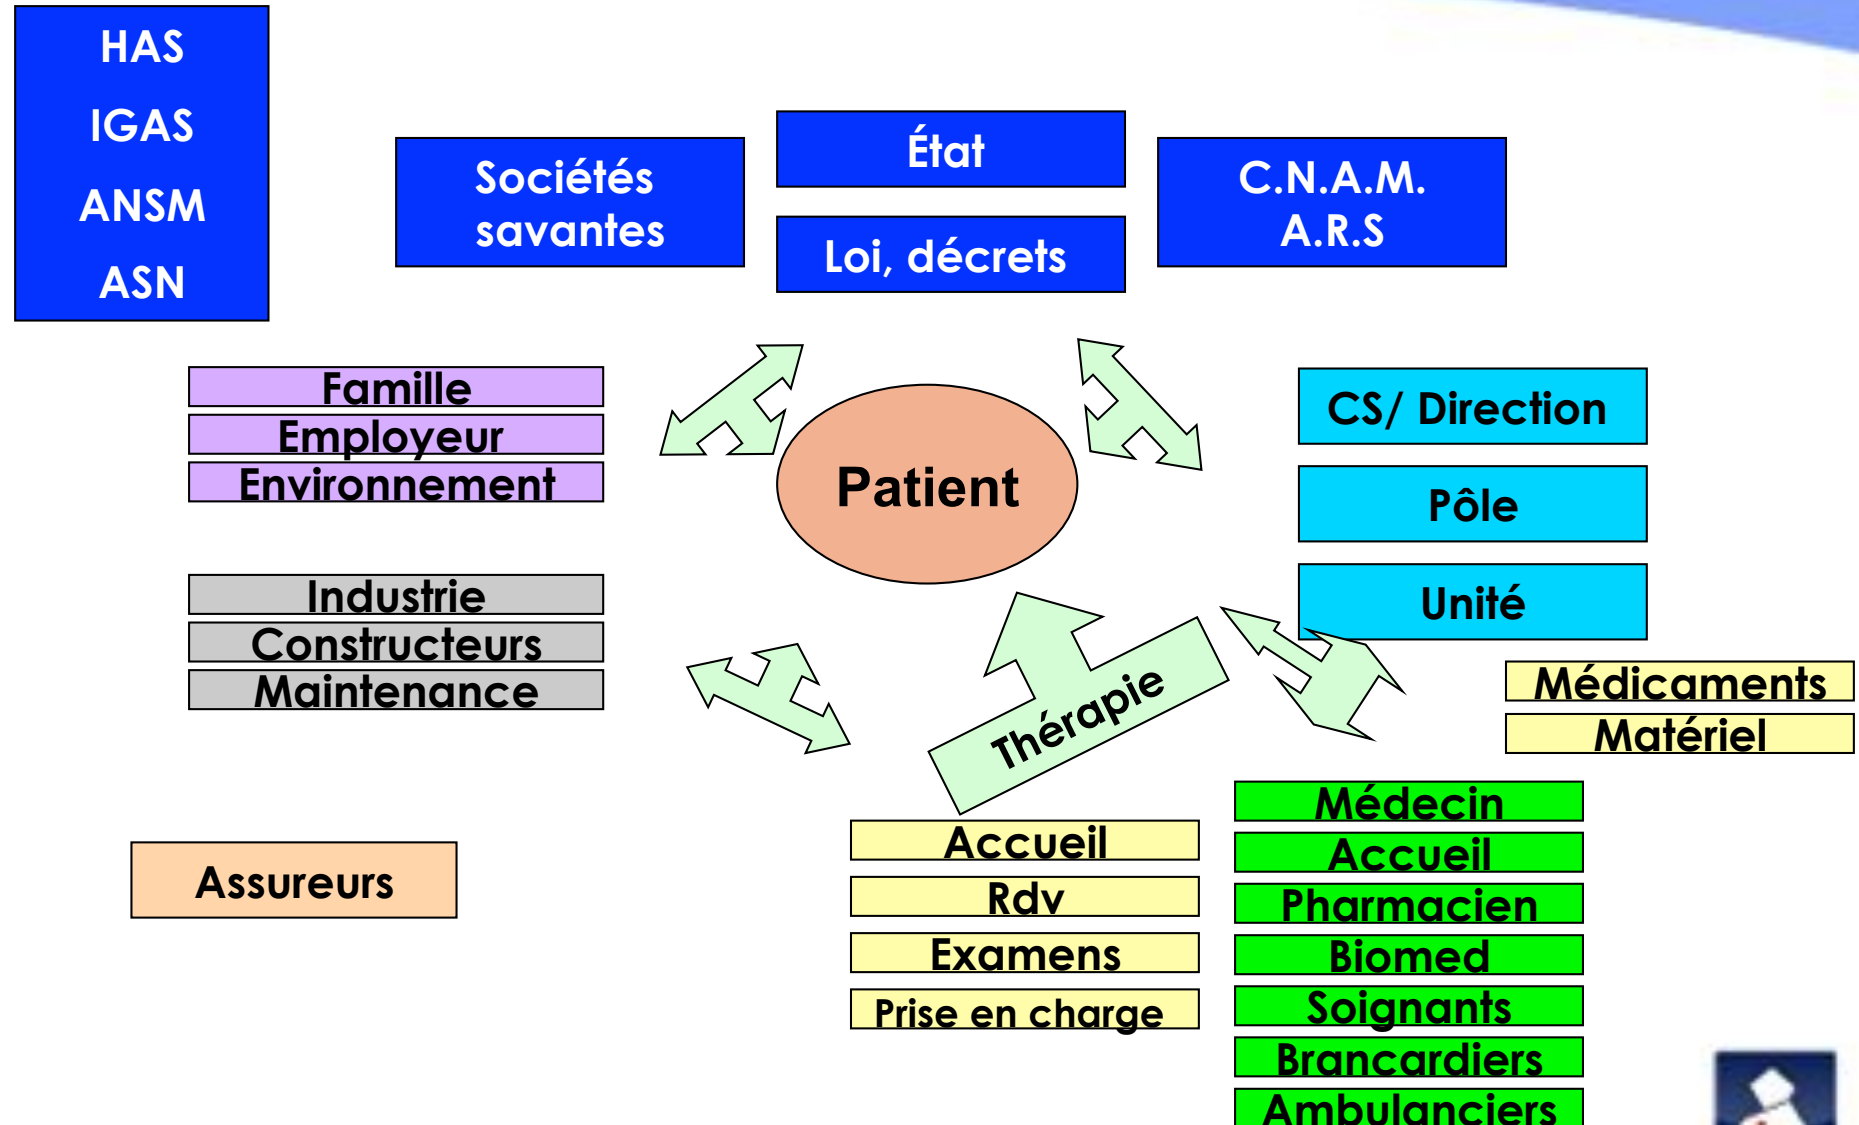 HAS
IGAS
ANSM
ASN
Sociétés
savantes
État
Loi, décrets
C.N.A.M.
A.R.S
Famille
Employeur
Environnement
Patient
CS/ Direction
Pôle
Unité
Industrie
Constructeurs
Maintenance
Thérapie
Médicaments
Matériel
Assureurs
Accueil
Rdv
Examens
Prise en charge
Médecin
Accueil
Pharmacien
Biomed
Soignants
Brancardiers
Ambulanciers